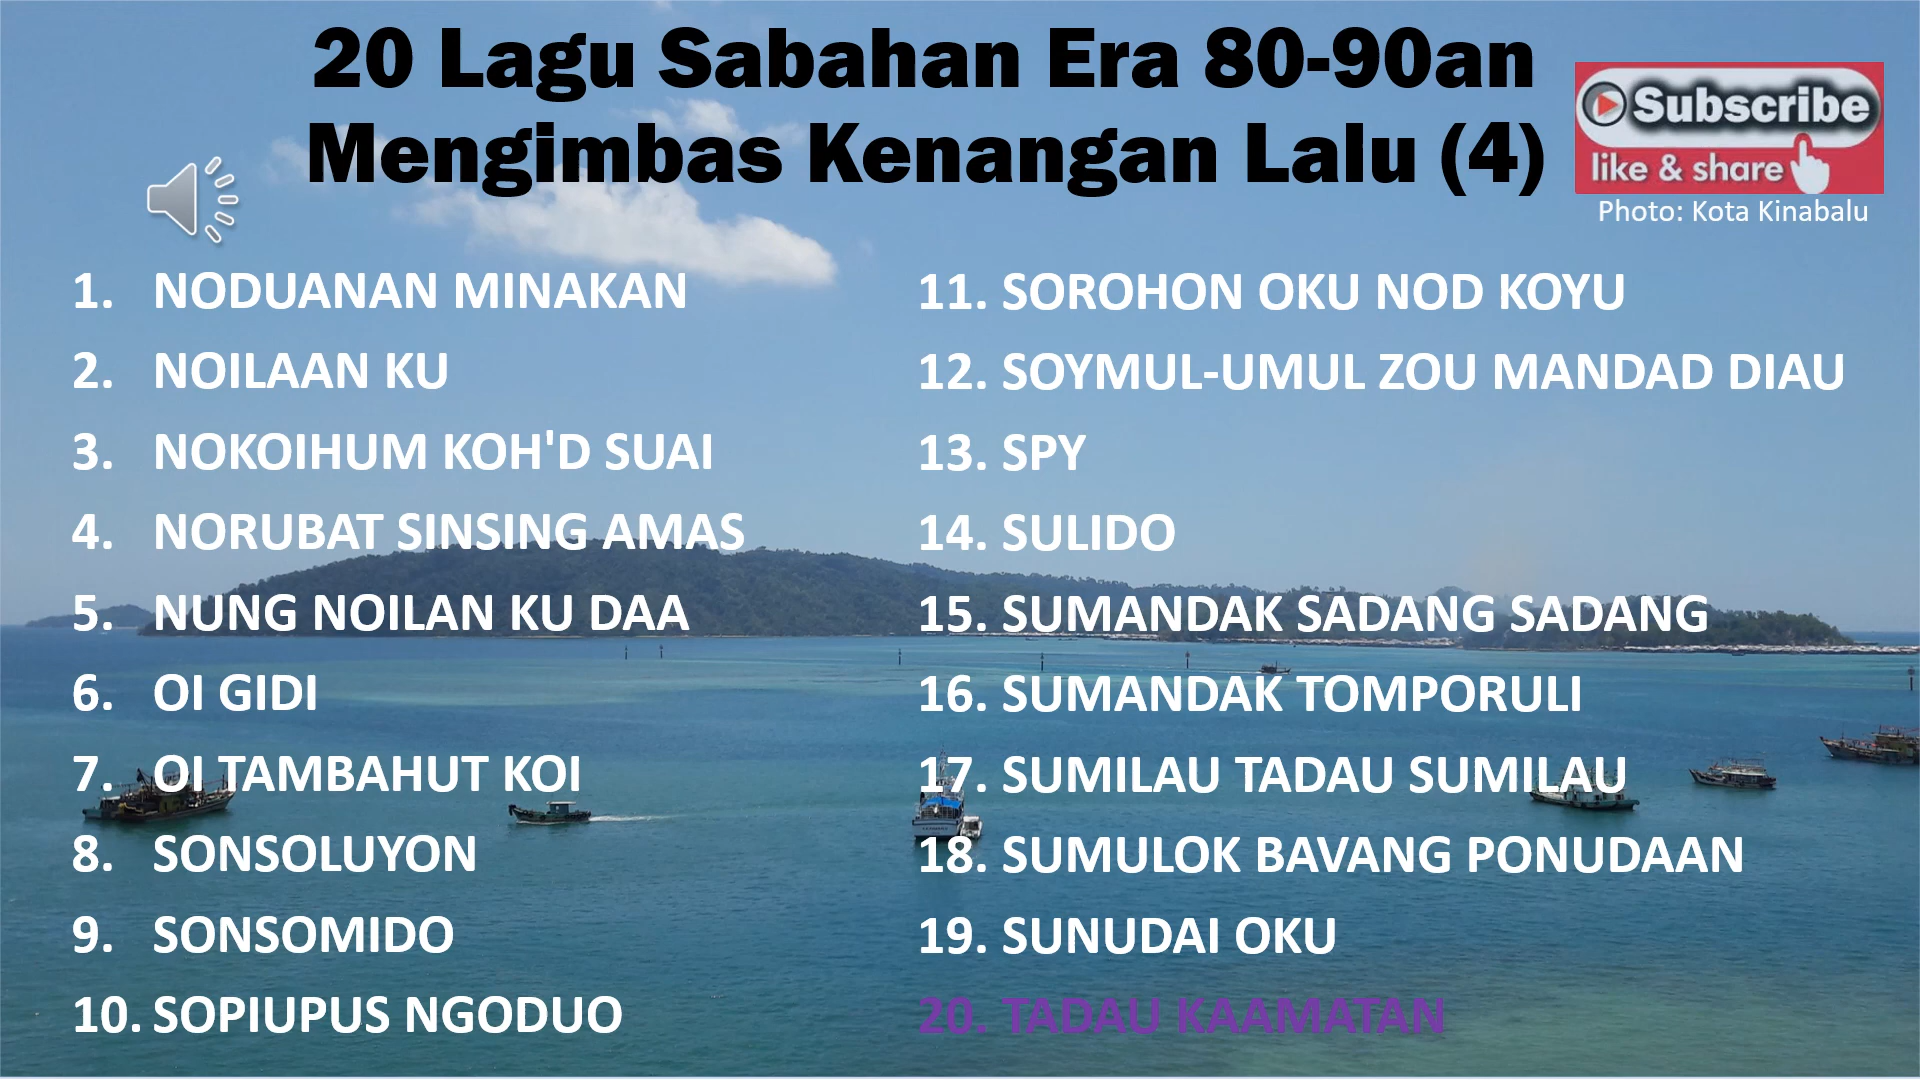 20 Lagu Sabahan Era 80-90an
Mengimbas Kenangan Lalu (4)
Subscribe
like & share
Photo: Kota Kinabalu
1. NODUANAN MINAKAN
2. NOILAAN KU
3. NOKOIHUM KOH'D SUAI
4. NORUBAT SINSING AMAS
5. NUNG NOILAN KU DAA
6. OI GIDI
7. OI TAMBAHUT KOI
8. SONSOLUYON
9. SONSOMIDO
10. SOPIUPUS NGODUO
11. SOROHON OKU NOD KOYU
12. SOYMUL-UMUL ZOU MANDAD DIAU
13. SPY
14. SULIDO
15. SUMANDAK SADANG SADANG
16. SUMANDAK TOMPORULI
17. SUMILAU TADAU SUMILAU
18. SUMULOK BAVANG PONUDAAN
19. SUNUDAI OKU
20. TADAU KAAMATAN